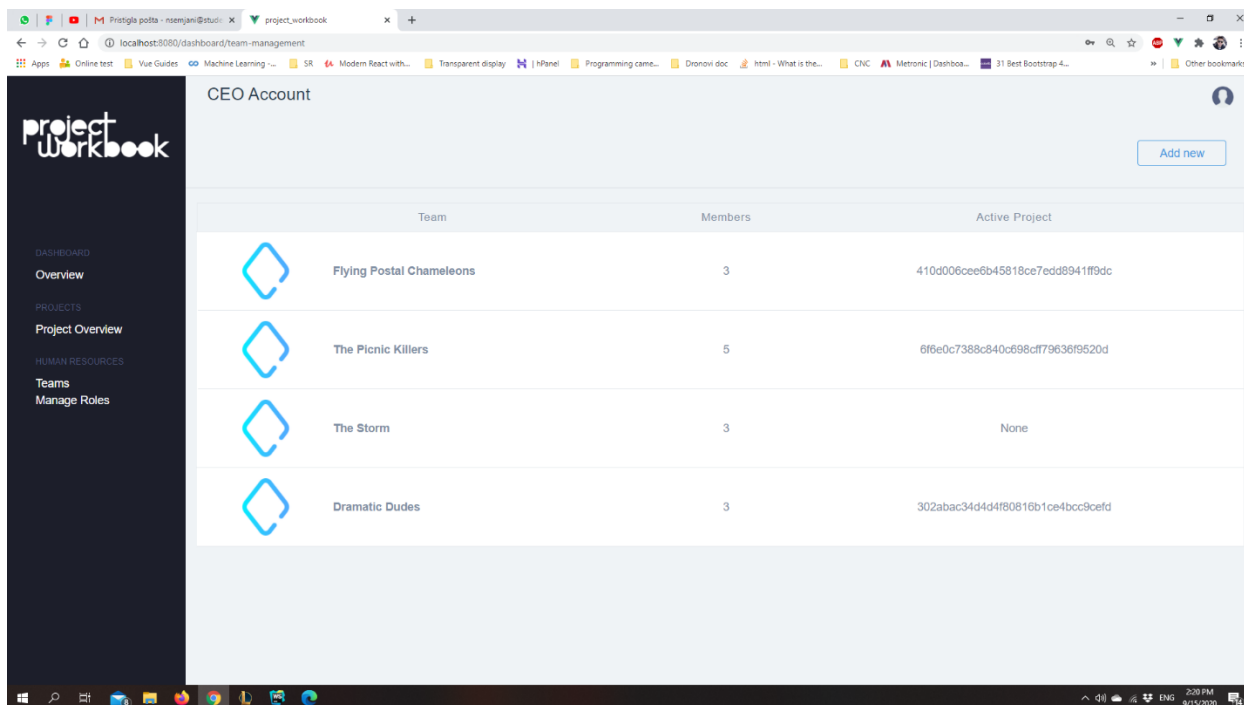 Pristigla pošta - nsemjani@stude
project_workbook
localhost:8080/dashboard/team-management
Apps Online test Vue Guides Machine Learning -... SR Modern React with... Transparent display | hPanel Programming came... Dronovi doc html - What is the... CNC Metronic | Dashboa... 31 Best Bootstrap 4... Other bookmarks
CEO Account
project workbook
Add new
Team Members Active Project
DASHBOARD
Overview
PROJECTS
Project Overview
HUMAN RESOURCES
Teams
Manage Roles
Flying Postal Chameleons 3 410d006cee6b45818ce7edd8941ff9dc
The Picnic Killers 5 6f6e0c7388c840c698cff79636f9520d
The Storm 3 None
Dramatic Dudes 3 302abac34d4d4f80816b1ce4bcc9cefd
ENG
2:20 PM
9/15/2020